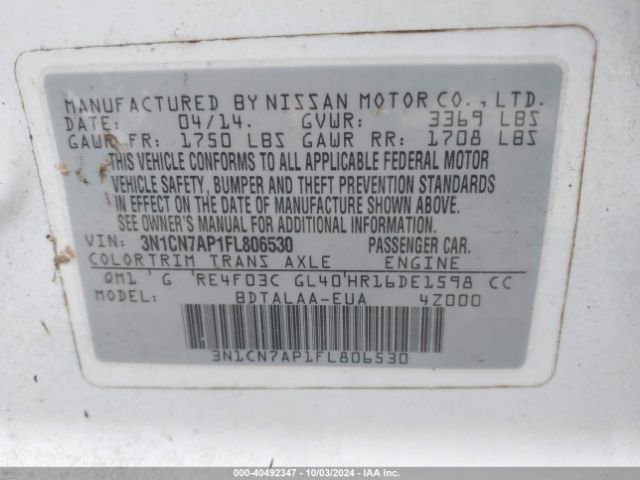 MANUFACTURED BY NISSAN MOTOR CO., LTD.
DATE: 04/14. GVWR: 3369 LBS
GAWR FR: 1750 LBS GAWR RR: 1708 LBS
THIS VEHICLE CONFORMS TO ALL APPLICABLE FEDERAL MOTOR
VEHICLE SAFETY, BUMPER AND THEFT PREVENTION STANDARDS
IN EFFECT ON THE DATE OF MANUFACTURE SHOWN ABOVE.
SEE OWNER'S MANUAL FOR ADDITIONAL INFORMATION.
VIN: 3N1CN7AP1FL806530 PASSENGER CAR.
COLOR TRIM TRANS AXLE ENGINE
QM1 'G 'RE4F03C GL40'HR16DE1598 CC
MODEL: BDTALAA-EUA 4Z000
3N1CN7AP1FL806530
000-40492347 - 10/03/2024 - IAA Inc.